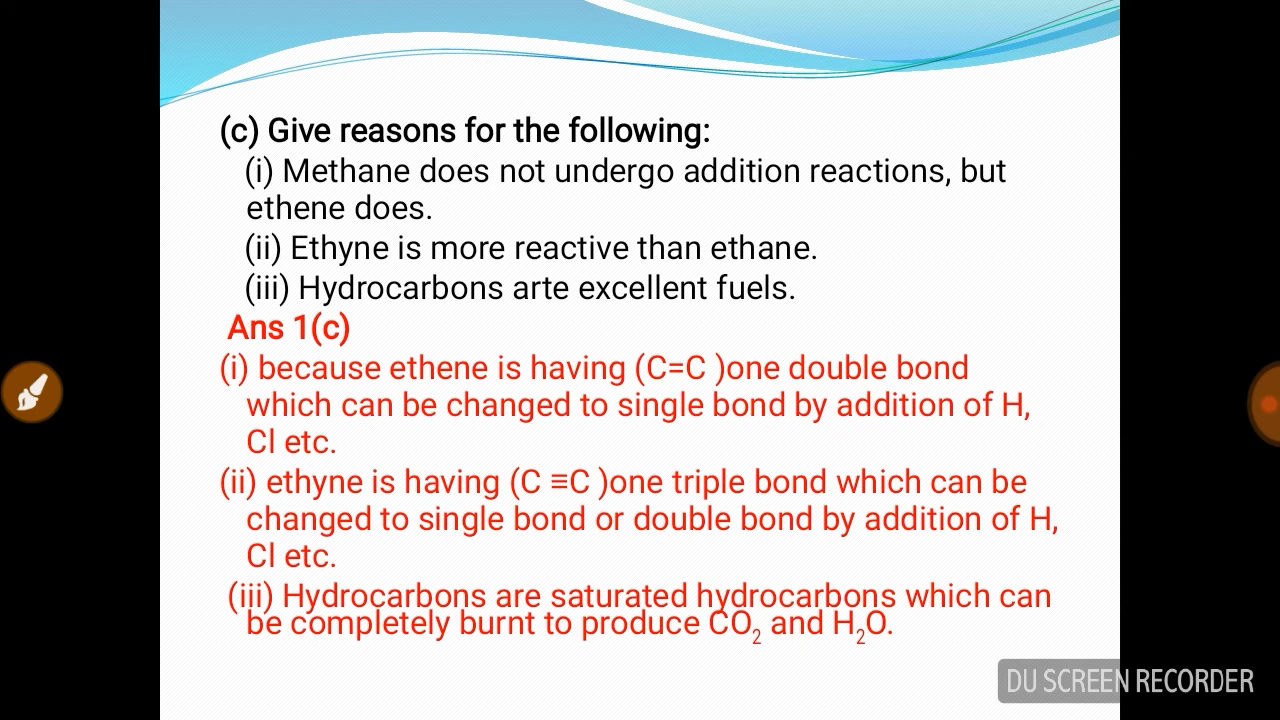 (c) Give reasons for the following:
(i) Methane does not undergo addition reactions, but
ethene does.
(ii) Ethyne is more reactive than ethane.
(iii) Hydrocarbons arte excellent fuels.
Ans 1(c)
(i) because ethene is having (C=C )one double bond
which can be changed to single bond by addition of H,
Cl etc.
(ii) ethyne is having (C ≡C )one triple bond which can be
changed to single bond or double bond by addition of H,
Cl etc.
(iii) Hydrocarbons are saturated hydrocarbons which can
be completely burnt to produce CO₂ and H₂O.
DU SCREEN RECORDER